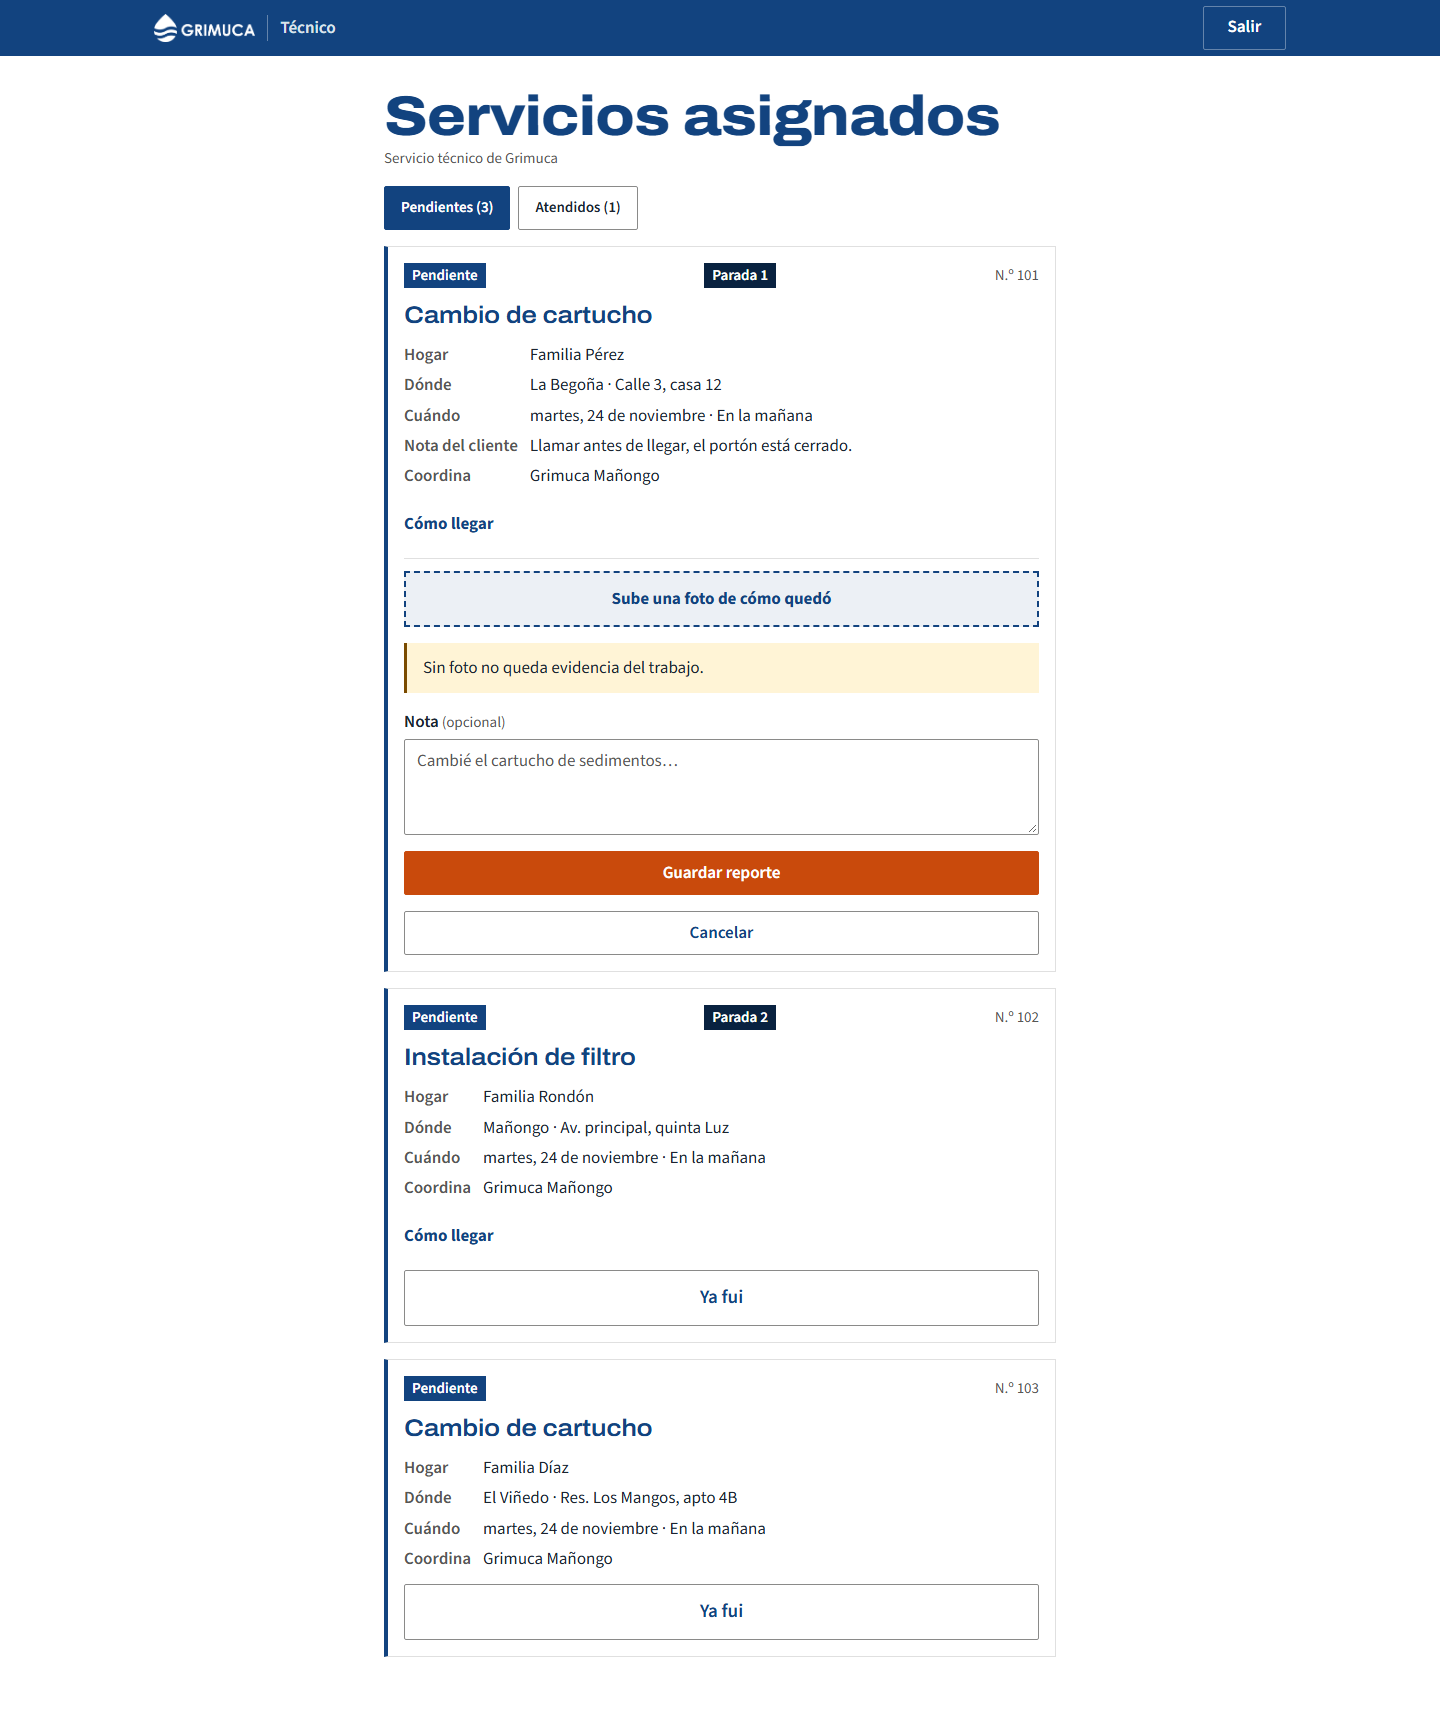 GRIMUCA Técnico Salir
Servicios asignados
Servicio técnico de Grimuca
Pendientes (3) Atendidos (1)
Pendiente Parada 1 N.º 101
Cambio de cartucho
Hogar Familia Pérez
Dónde La Begoña · Calle 3, casa 12
Cuándo martes, 24 de noviembre · En la mañana
Nota del cliente Llamar antes de llegar, el portón está cerrado.
Coordina Grimuca Mañongo
Cómo llegar
Sube una foto de cómo quedó
Sin foto no queda evidencia del trabajo.
Nota (opcional)
Cambié el cartucho de sedimentos…
Guardar reporte
Cancelar
Pendiente Parada 2 N.º 102
Instalación de filtro
Hogar Familia Rondón
Dónde Mañongo · Av. principal, quinta Luz
Cuándo martes, 24 de noviembre · En la mañana
Coordina Grimuca Mañongo
Cómo llegar
Ya fui
Pendiente N.º 103
Cambio de cartucho
Hogar Familia Díaz
Dónde El Viñedo · Res. Los Mangos, apto 4B
Cuándo martes, 24 de noviembre · En la mañana
Coordina Grimuca Mañongo
Ya fui